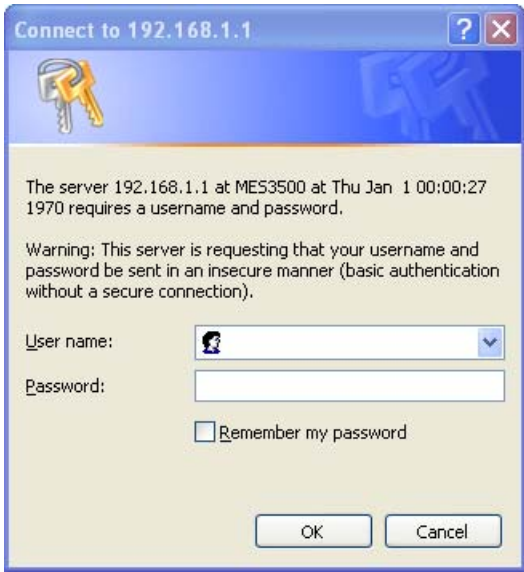 Connect to 192.168.1.1
The server 192.168.1.1 at MES3500 at Thu Jan  1 00:00:27
1970 requires a username and password.
Warning: This server is requesting that your username and
password be sent in an insecure manner (basic authentication
without a secure connection).
User name:
Password:
Remember my password
OK
Cancel